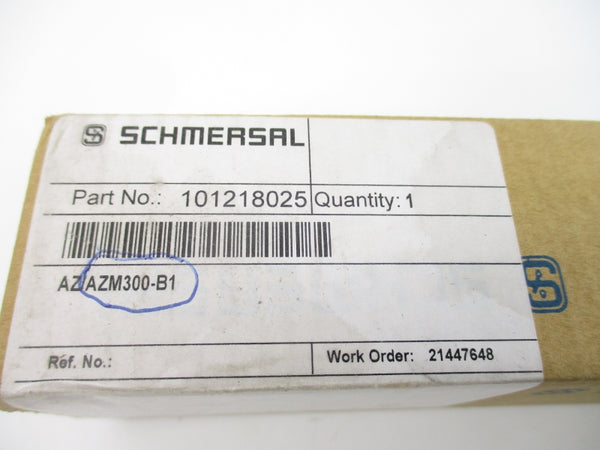 SCHMERSAL
Part No.: 101218025 Quantity: 1
AZ/AZM300-B1
Ref. No.:
Work Order: 21447648